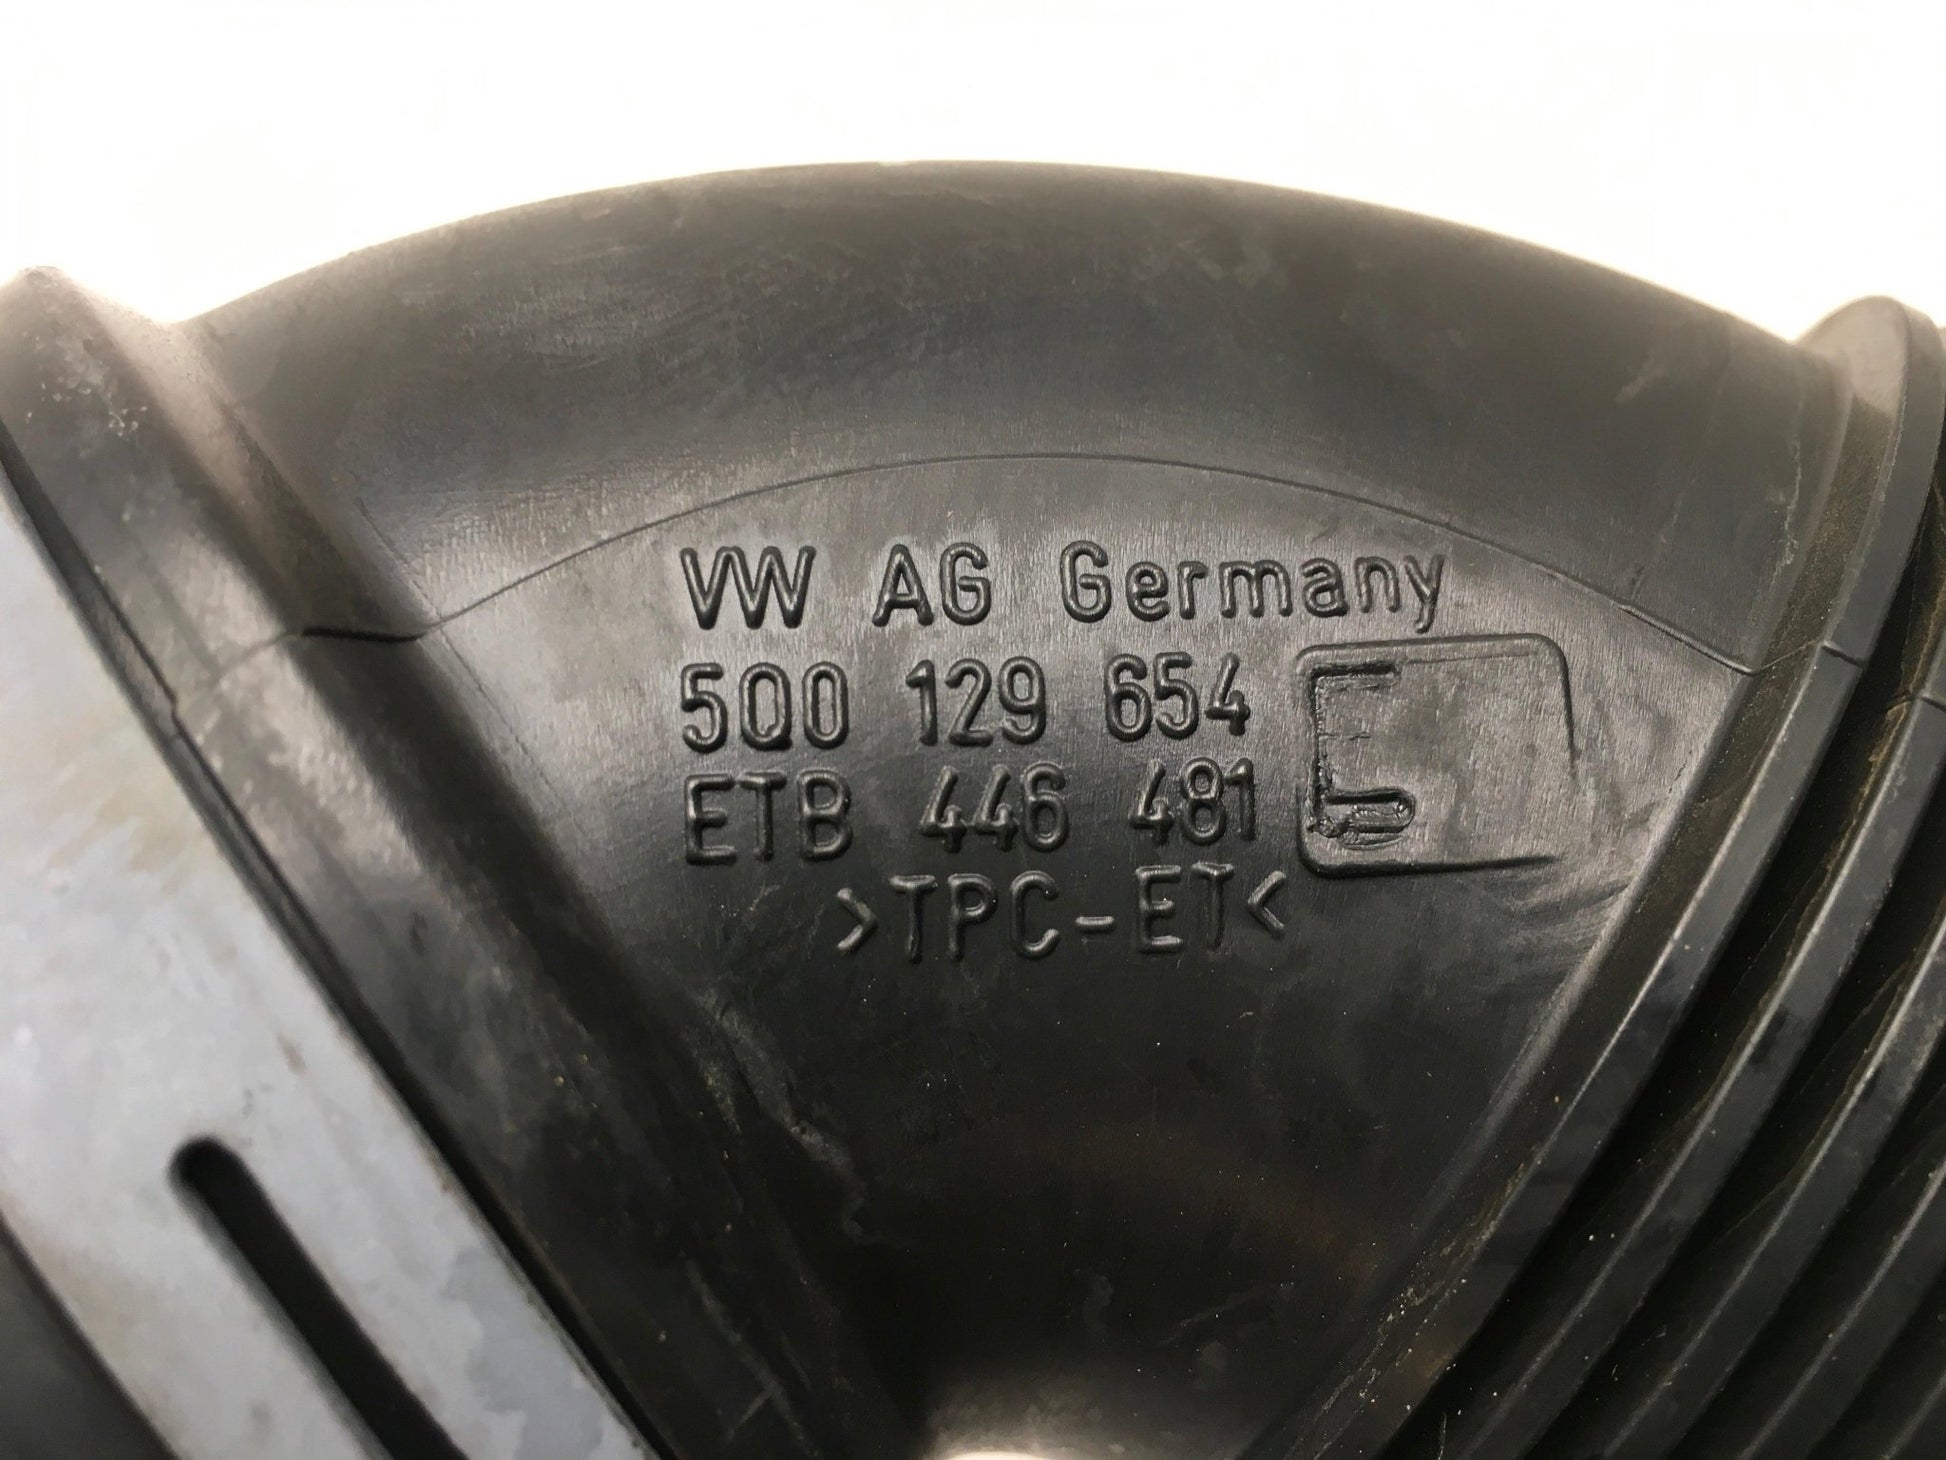 VW AG Germany
5Q0 129 654
ETB 446 481
>TPC-ET<